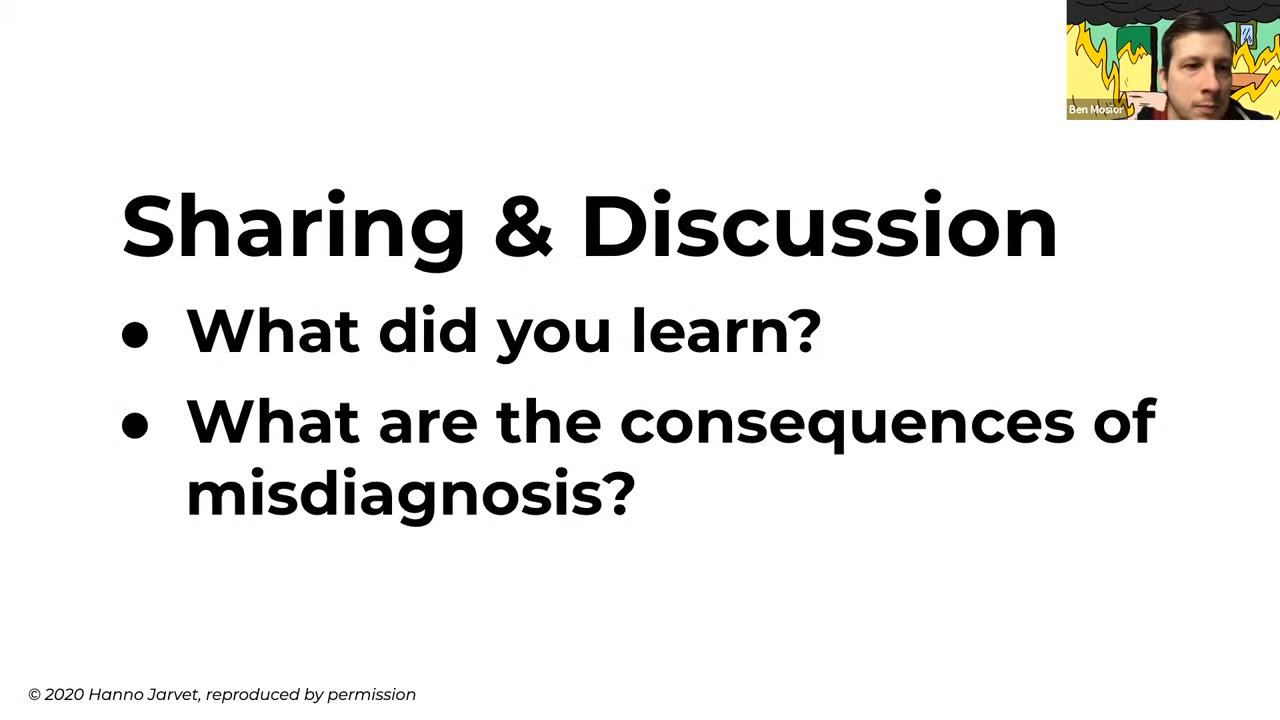 Ben Mosior
Sharing & Discussion
● What did you learn?
● What are the consequences of
misdiagnosis?
© 2020 Hanno Jarvet, reproduced by permission